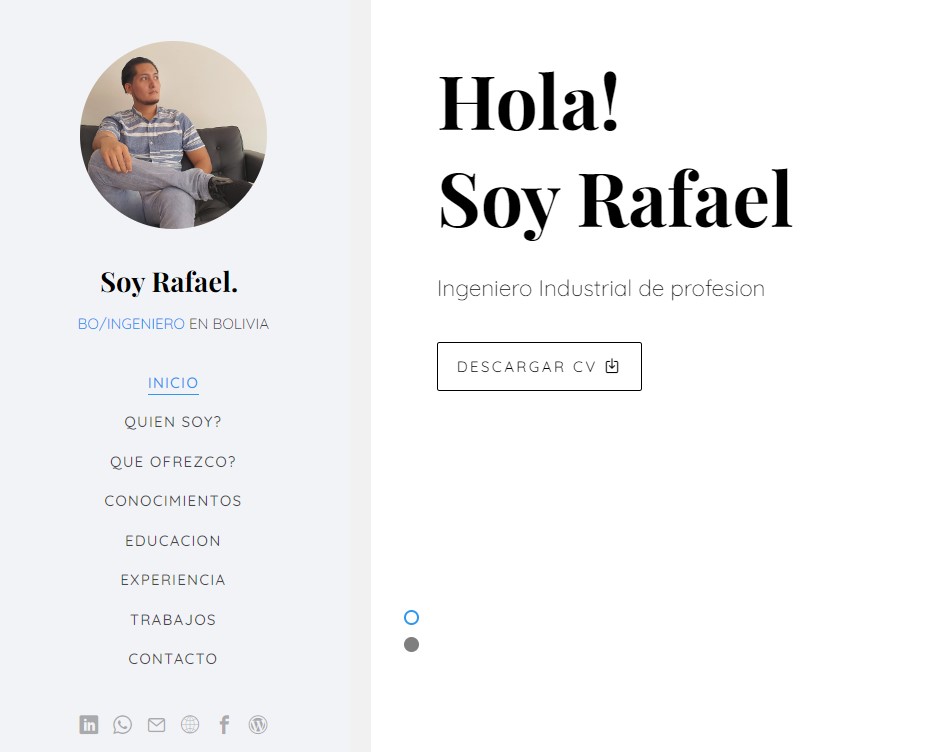 Soy Rafael.
BO/INGENIERO EN BOLIVIA
INICIO
QUIEN SOY?
QUE OFREZCO?
CONOCIMIENTOS
EDUCACION
EXPERIENCIA
TRABAJOS
CONTACTO
Hola!
Soy Rafael
Ingeniero Industrial de profesion
DESCARGAR CV